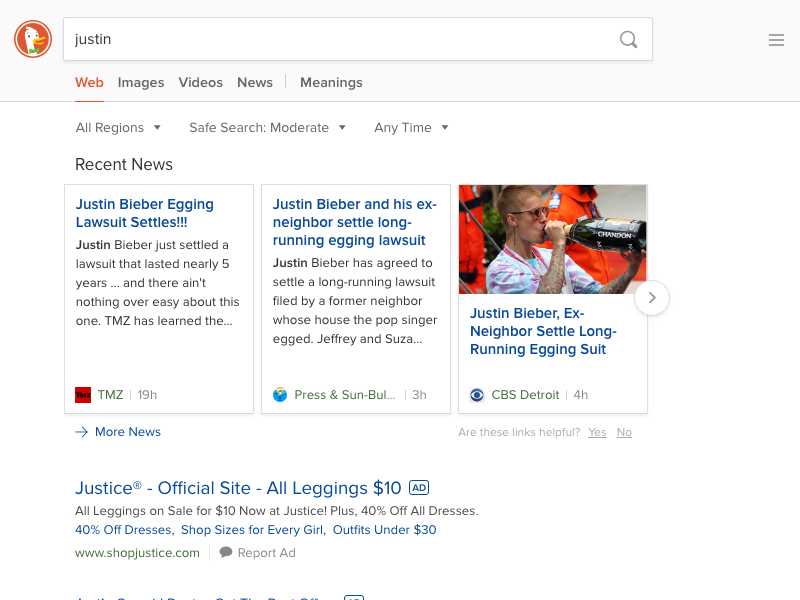 justin
Web Images Videos News Meanings
All Regions Safe Search: Moderate Any Time
Recent News
Justin Bieber Egging
Lawsuit Settles!!!
Justin Bieber just settled a
lawsuit that lasted nearly 5
years ... and there ain't
nothing over easy about this
one. TMZ has learned the...
TMZ 19h
Justin Bieber and his ex-
neighbor settle long-
running egging lawsuit
Justin Bieber has agreed to
settle a long-running lawsuit
filed by a former neighbor
whose house the pop singer
egged. Jeffrey and Suza...
Press & Sun-Bul... 3h
CHANDON
Justin Bieber, Ex-
Neighbor Settle Long-
Running Egging Suit
CBS Detroit 4h
More News
Are these links helpful? Yes No
Justice® - Official Site - All Leggings $10 AD
All Leggings on Sale for $10 Now at Justice! Plus, 40% Off All Dresses.
40% Off Dresses, Shop Sizes for Every Girl, Outfits Under $30
www.shopjustice.com Report Ad